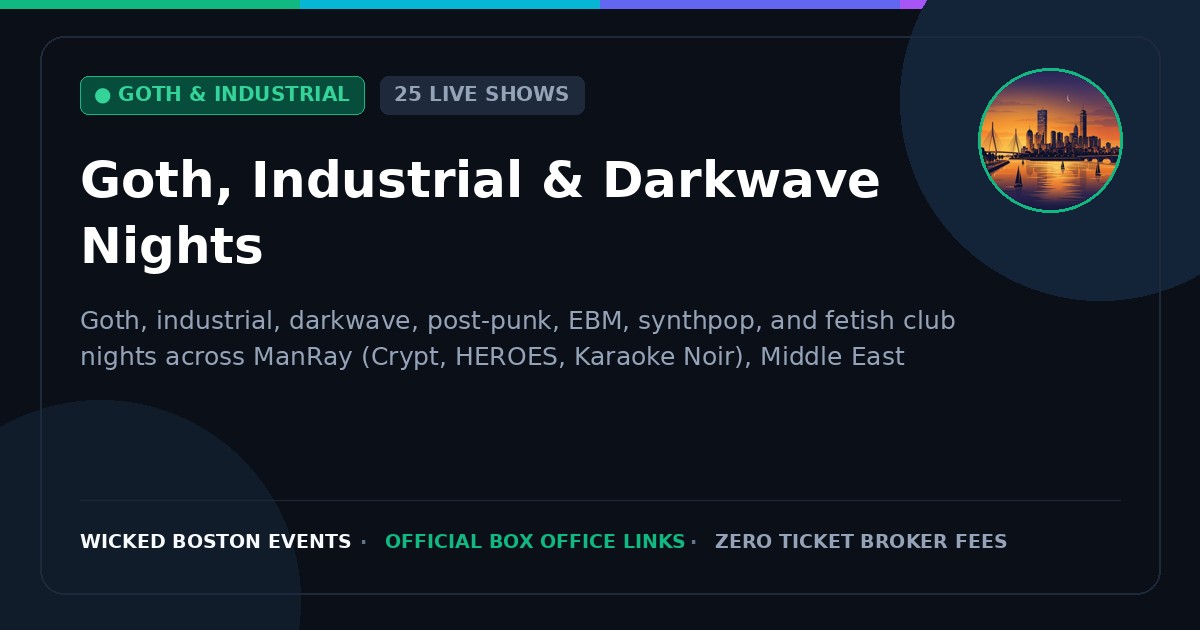 GOTH & INDUSTRIAL 25 LIVE SHOWS
Goth, Industrial & Darkwave
Nights
Goth, industrial, darkwave, post-punk, EBM, synthpop, and fetish club
nights across ManRay (Crypt, HEROES, Karaoke Noir), Middle East
WICKED BOSTON EVENTS · OFFICIAL BOX OFFICE LINKS · ZERO TICKET BROKER FEES